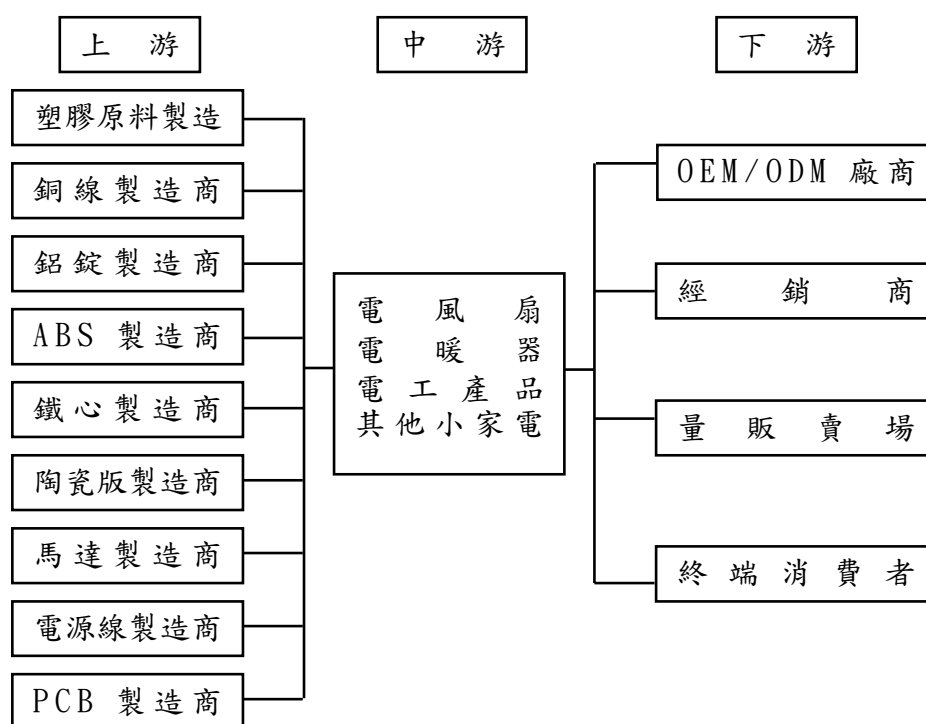 上游
中游
下游
塑膠原料製造
銅線製造商
鋁錠製造商
ABS 製造商
鐵心製造商
陶瓷版製造商
馬達製造商
電源線製造商
PCB 製造商
電風扇
電暖器
電工產品
其他小家電
OEM/ODM 廠商
經銷商
量販賣場
終端消費者